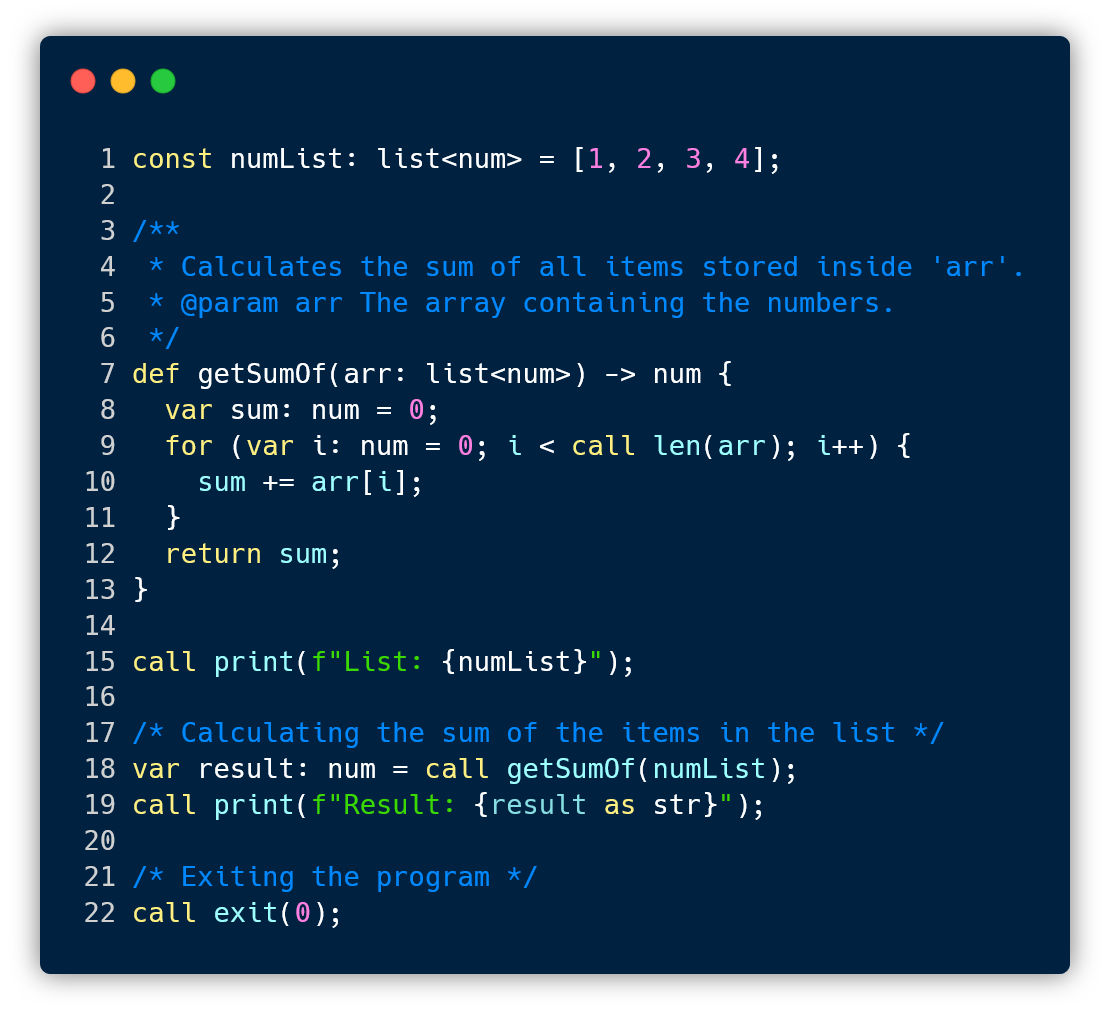 1 const numList: list<num> = [1, 2, 3, 4];
2
3 /**
4  * Calculates the sum of all items stored inside 'arr'.
5  * @param arr The array containing the numbers.
6  */
7 def getSumOf(arr: list<num>) -> num {
8   var sum: num = 0;
9   for (var i: num = 0; i < call len(arr); i++) {
10     sum += arr[i];
11   }
12   return sum;
13 }
14
15 call print(f"List: {numList}");
16
17 /* Calculating the sum of the items in the list */
18 var result: num = call getSumOf(numList);
19 call print(f"Result: {result as str}");
20
21 /* Exiting the program */
22 call exit(0);